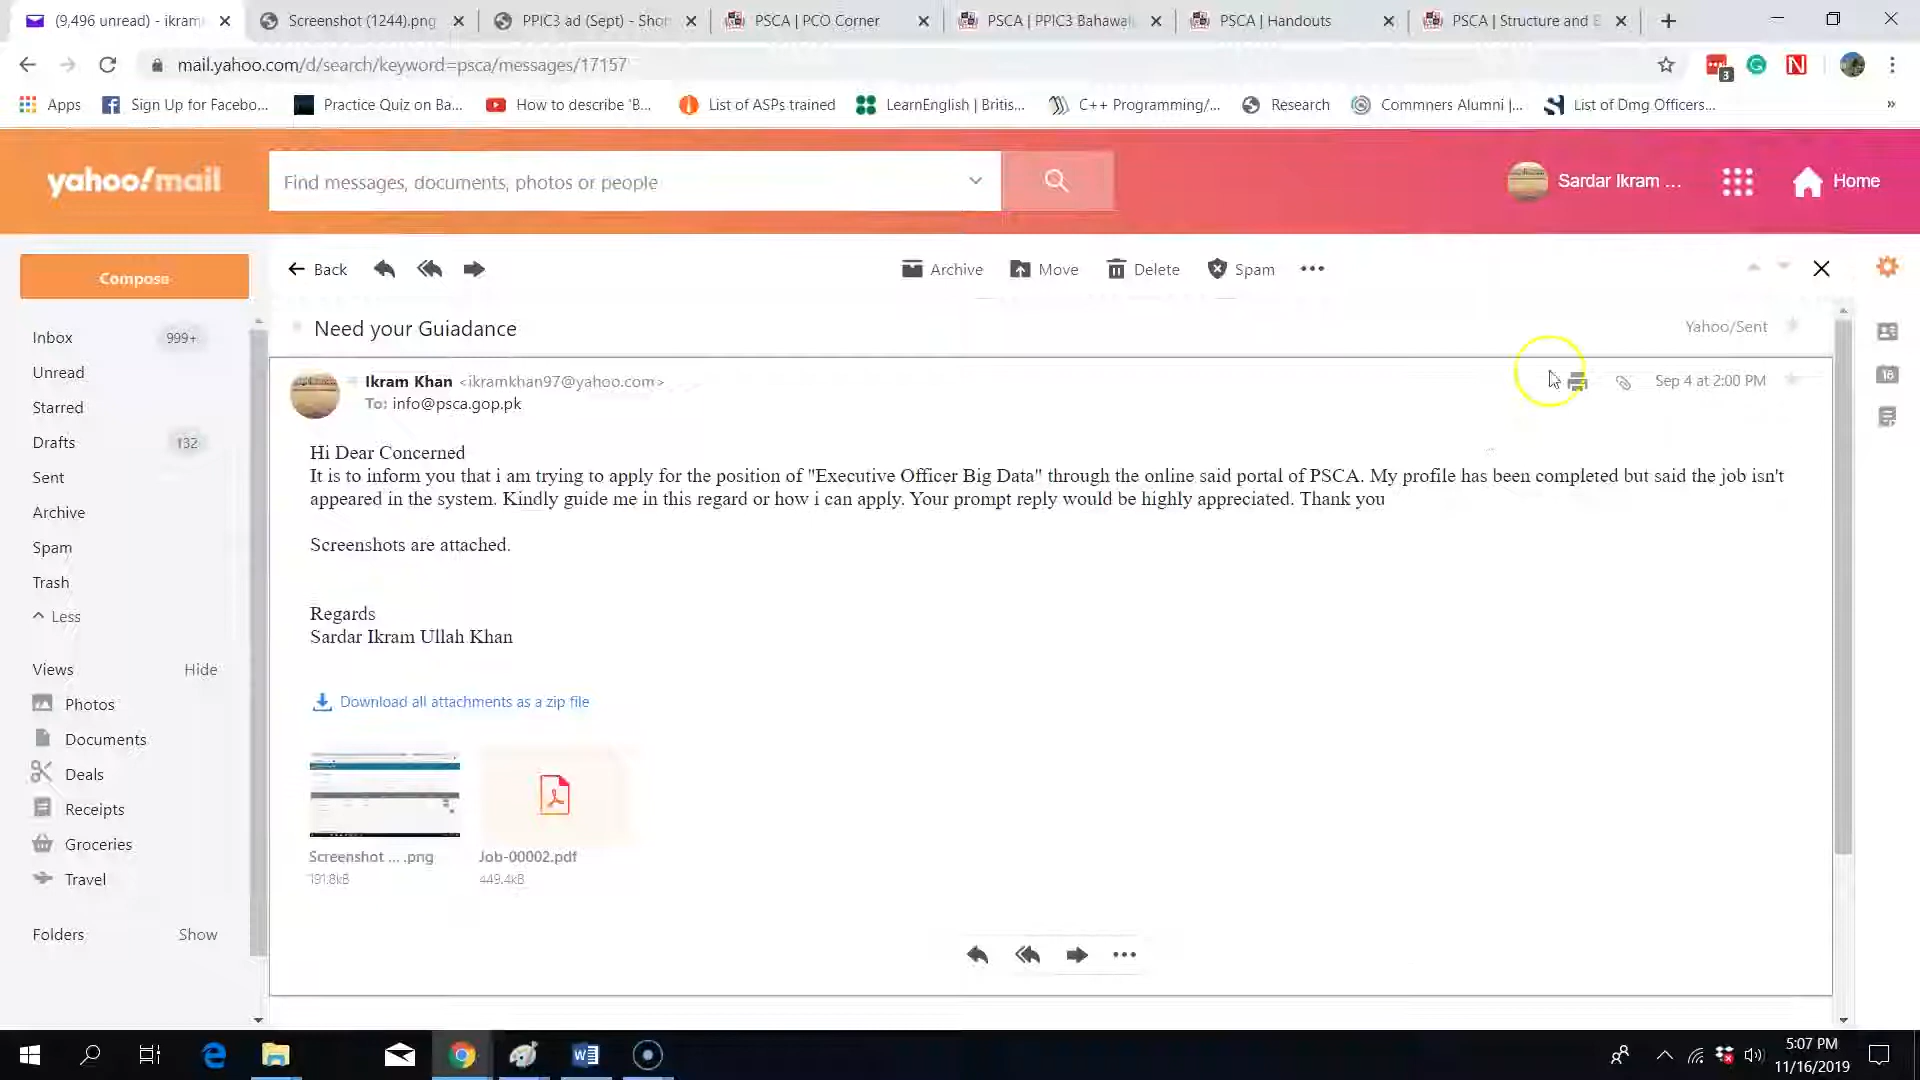 (9,496 unread) - ikram
Screenshot (1244).png
PPIC3 ad (Sept) - Sho
PSCA | PCO Corner
PSCA | PPIC3 Bahawal
PSCA | Handouts
PSCA | Structure and E
mail.yahoo.com/d/search/keyword=psca/messages/17157
3
Apps
Sign Up for Facebo...
Practice Quiz on Ba...
How to describe 'B...
List of ASPs trained
LearnEnglish | Britis...
C++ Programming/...
Research
Commners Alumni |...
List of Dmg Officers...
yahoo!mail
Find messages, documents, photos or people
Sardar Ikram ...
Home
Compose
Back
Archive
Move
Delete
Spam
Inbox
999+
Unread
Starred
Drafts
132
Sent
Archive
Spam
Trash
Less
Views
Hide
Photos
Documents
Deals
Receipts
Groceries
Travel
Folders
Show
Need your Guiadance
Yahoo/Sent
Ikram Khan <ikramkhan97@yahoo.com>
Sep 4 at 2:00 PM
To: info@psca.gop.pk
Hi Dear Concerned
It is to inform you that i am trying to apply for the position of "Executive Officer Big Data" through the online said portal of PSCA. My profile has been completed but said the job isn't
appeared in the system. Kindly guide me in this regard or how i can apply. Your prompt reply would be highly appreciated. Thank you
Screenshots are attached.
Regards
Sardar Ikram Ullah Khan
Download all attachments as a zip file
Screenshot ... .png
191.8kB
Job-00002.pdf
449.4kB
16
5:07 PM
11/16/2019